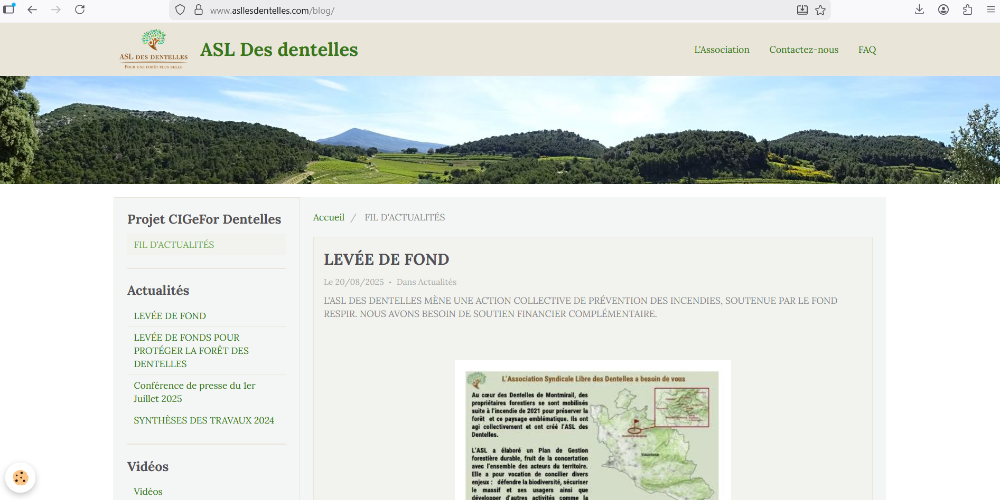 www.asllesdentelles.com/blog/
ASL DES DENTELLES
POUR UNE FORÊT PLUS BELLE
ASL Des dentelles
L'Association
Contactez-nous
FAQ
Projet CIGeFor Dentelles
FIL D'ACTUALITÉS
Actualités
LEVÉE DE FOND
LEVÉE DE FONDS POUR
PROTÉGER LA FORÊT DES
DENTELLES
Conférence de presse du 1er
Juillet 2025
SYNTHÈSES DES TRAVAUX 2024
Vidéos
Vidéos
Accueil / FIL D'ACTUALITÉS
LEVÉE DE FOND
Le 20/08/2025 • Dans Actualités
L'ASL DES DENTELLES MÈNE UNE ACTION COLLECTIVE DE PRÉVENTION DES INCENDIES, SOUTENUE PAR LE FOND
RESPIR. NOUS AVONS BESOIN DE SOUTIEN FINANCIER COMPLÉMENTAIRE.
L'Association Syndicale Libre des Dentelles a besoin de vous
Au cœur des Dentelles de Montmirail, des
propriétaires forestiers se sont mobilisés
suite à l'incendie de 2021 pour préserver la
forêt et ce paysage emblématique. Ils ont
agi collectivement et ont créé l'ASL des
Dentelles.
L'ASL a élaboré un Plan de Gestion
forestière durable, fruit de la concertation
avec l'ensemble des acteurs du territoire.
Elle a pour vocation de concilier divers
enjeux : défendre la biodiversité, sécuriser
le massif et ses usagers ainsi que
développer d'autres activités comme la
Vaucluse